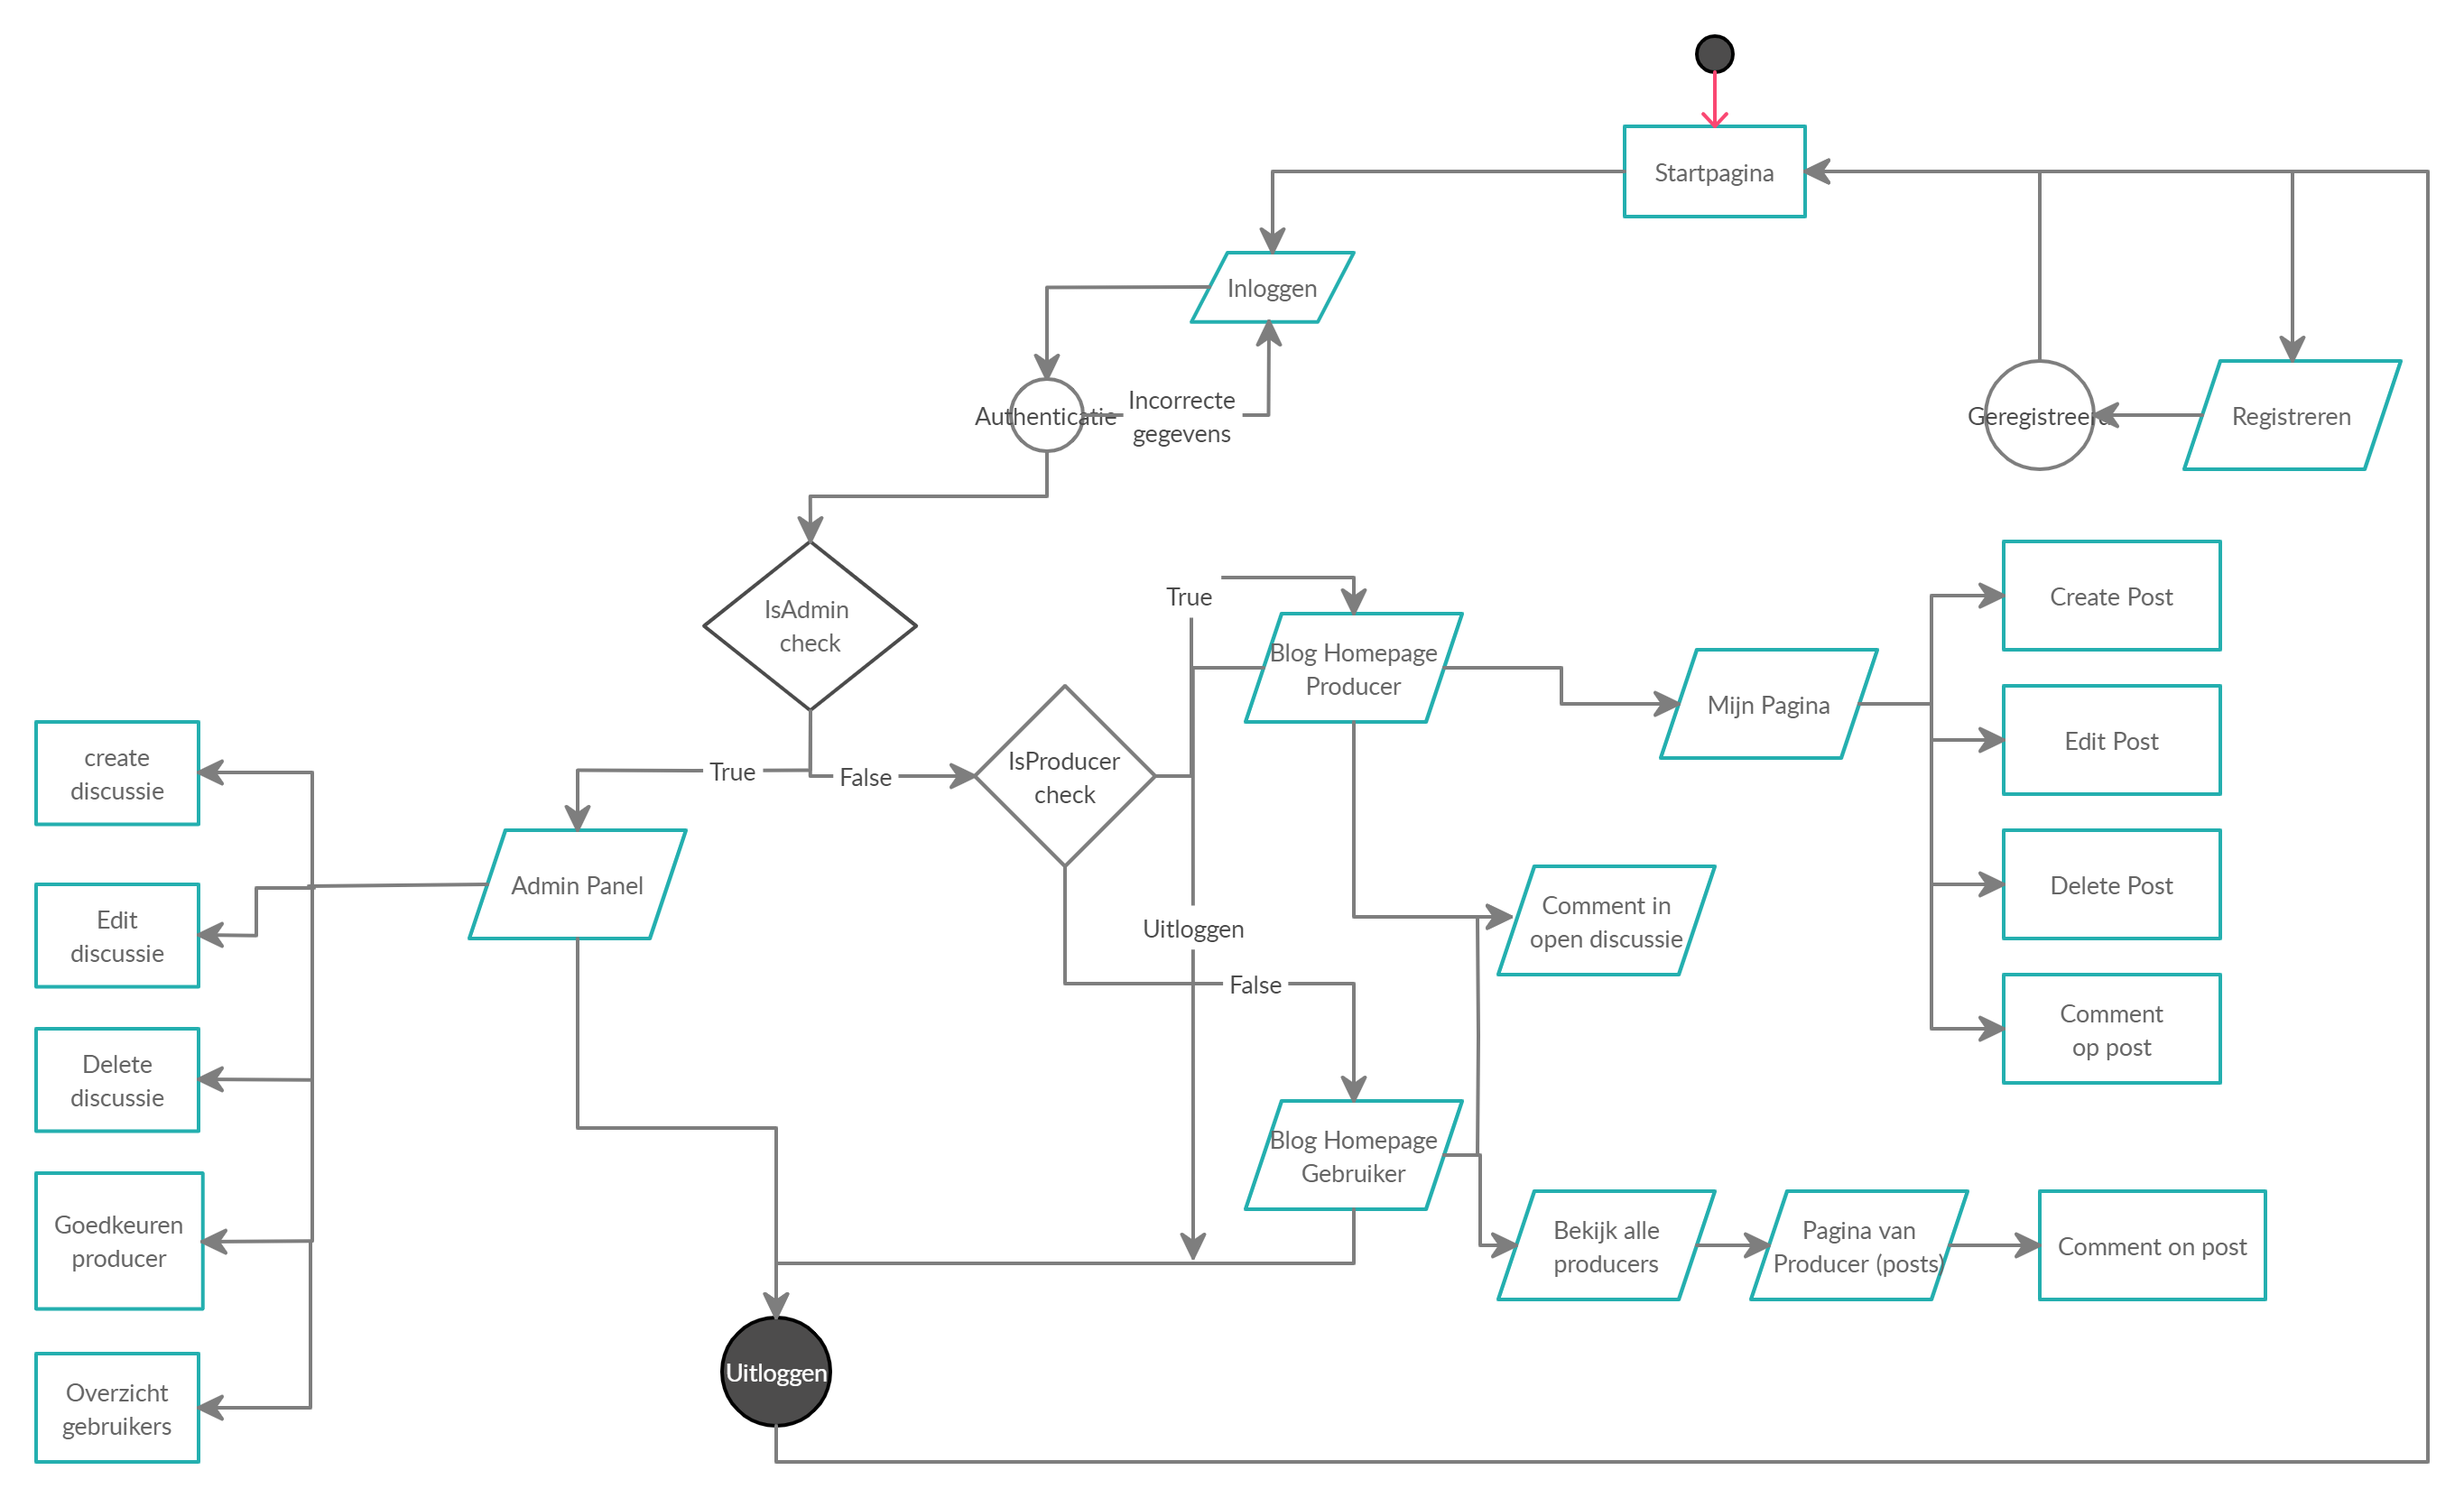 Startpagina
Inloggen
Authenticatie
Incorrecte
gegevens
Geregistreerd
Registreren
IsAdmin
check
True
Blog Homepage
Producer
Mijn Pagina
Create Post
Edit Post
Delete Post
Comment
op post
IsProducer
check
True
False
create
discussie
Edit
discussie
Delete
discussie
Goedkeuren
producer
Overzicht
gebruikers
Admin Panel
Uitloggen
False
Comment in
open discussie
Blog Homepage
Gebruiker
Bekijk alle
producers
Pagina van
Producer (posts)
Comment on post
Uitloggen